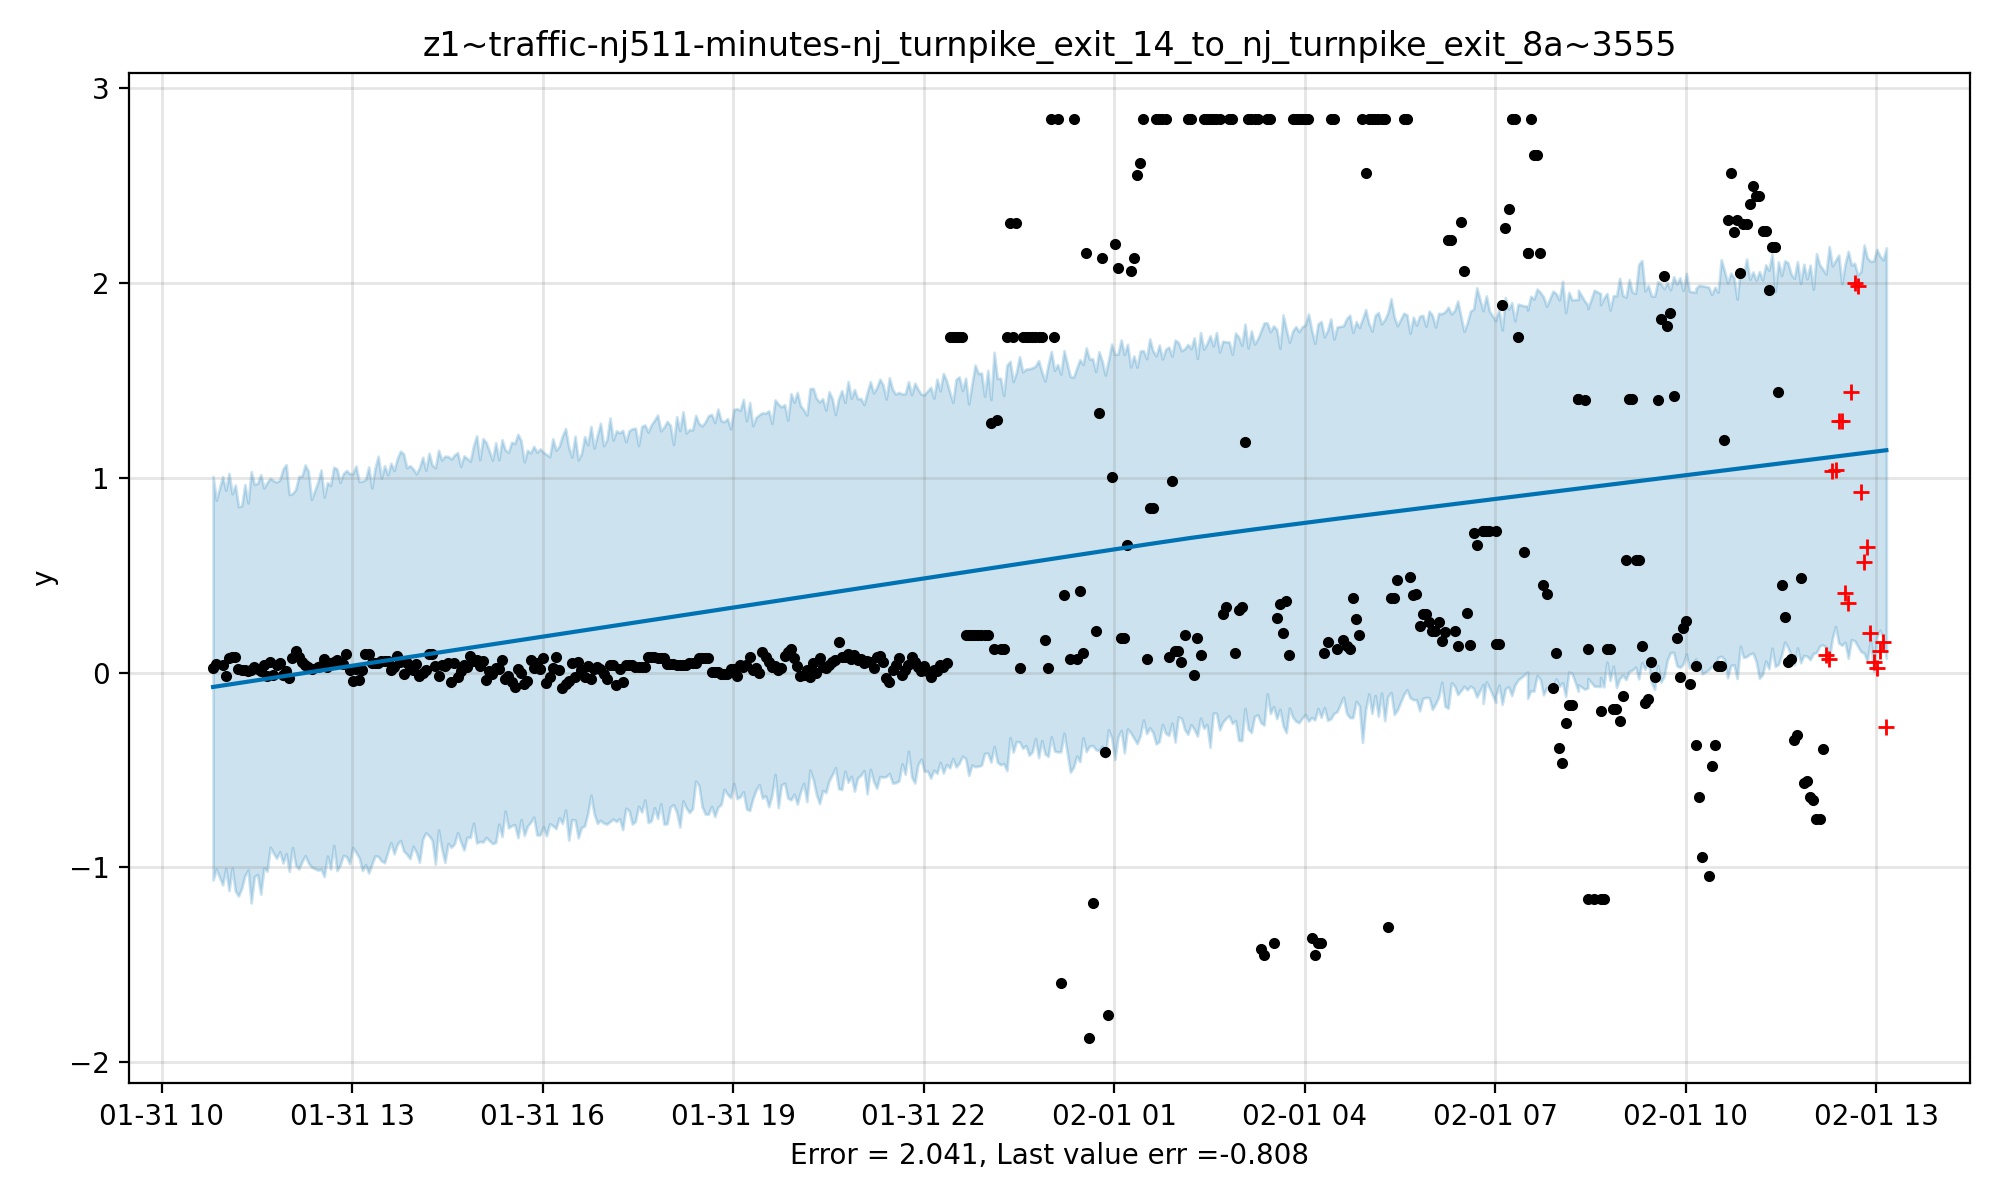 z1~traffic-nj511-minutes-nj_turnpike_exit_14_to_nj_turnpike_exit_8a~3555
3
2
1
0
−1
−2
y
01-31 10 01-31 13 01-31 16 01-31 19 01-31 22 02-01 01 02-01 04 02-01 07 02-01 10 02-01 13
Error = 2.041, Last value err =-0.808